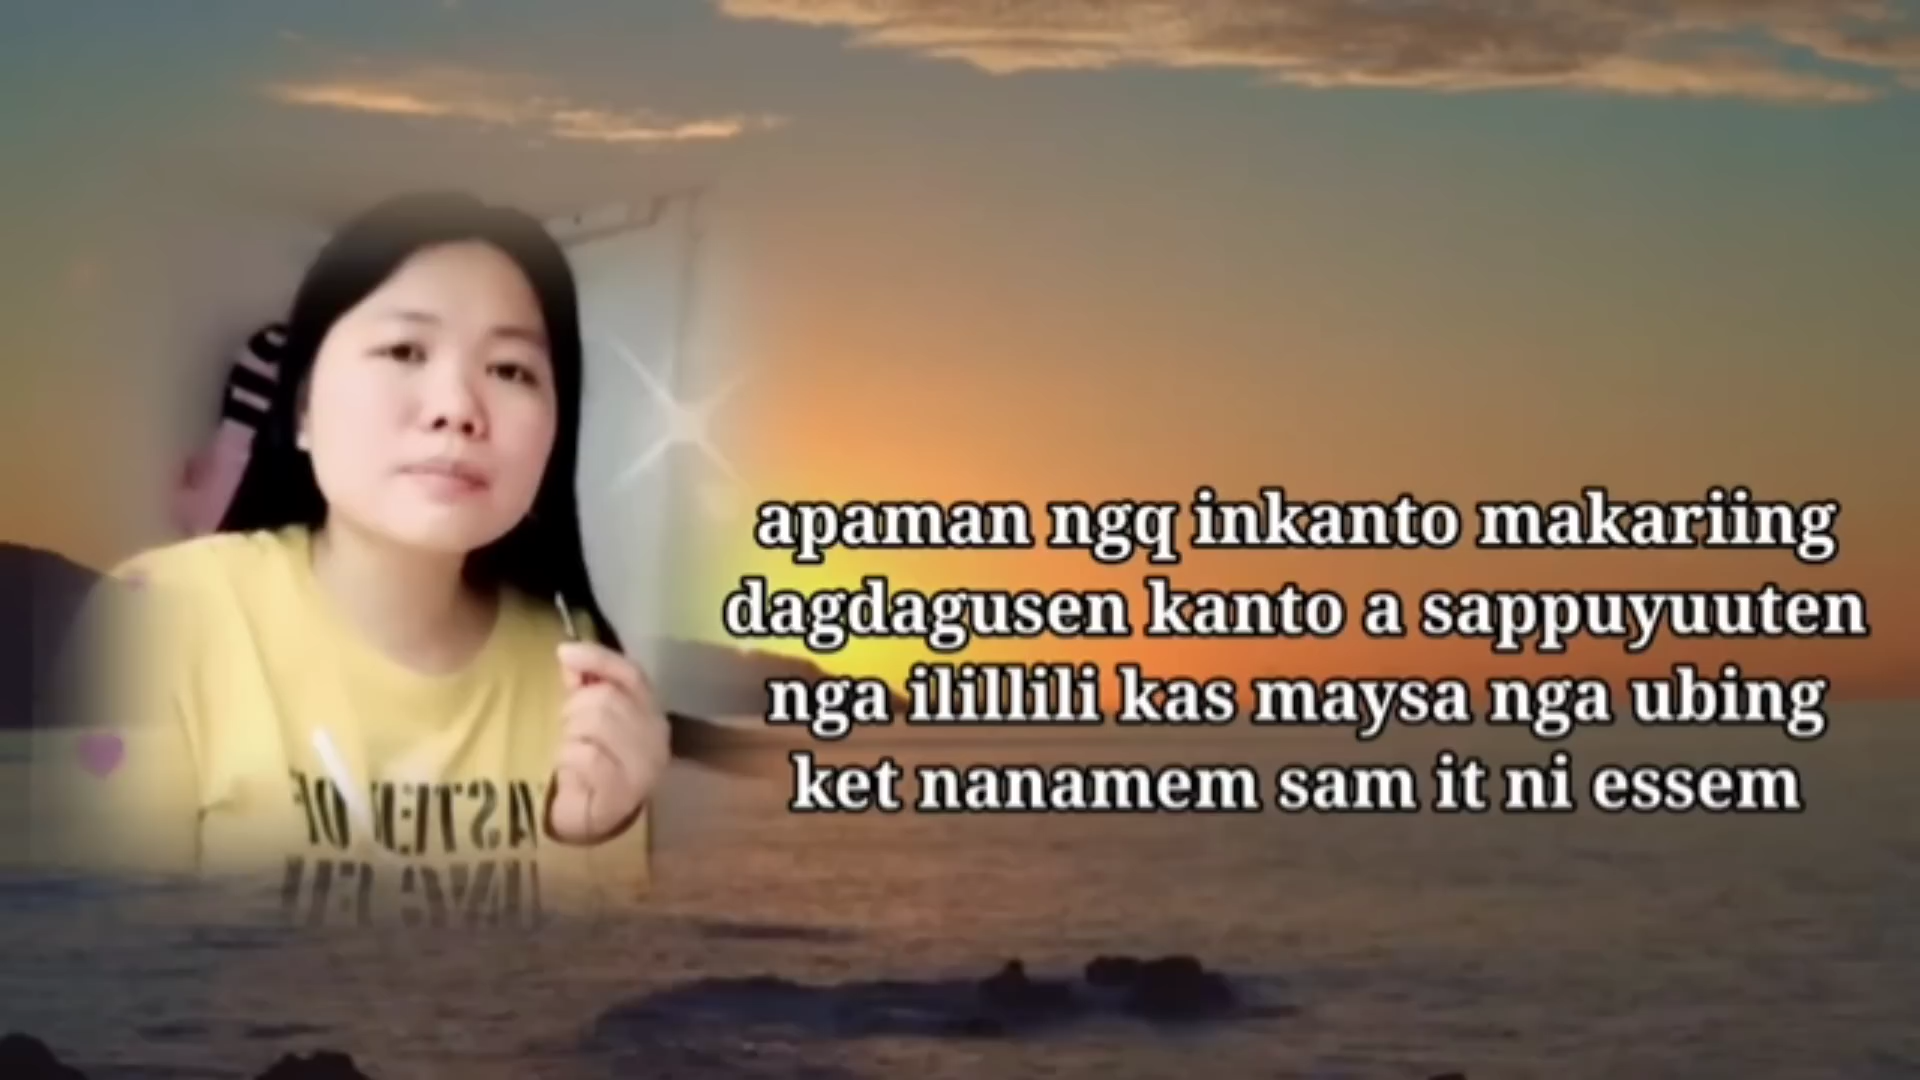 apaman ngq inkanto makariing
dagdagusen kanto a sappuyuuten
nga ilillili kas maysa nga ubing
ket nanamem sam it ni essem